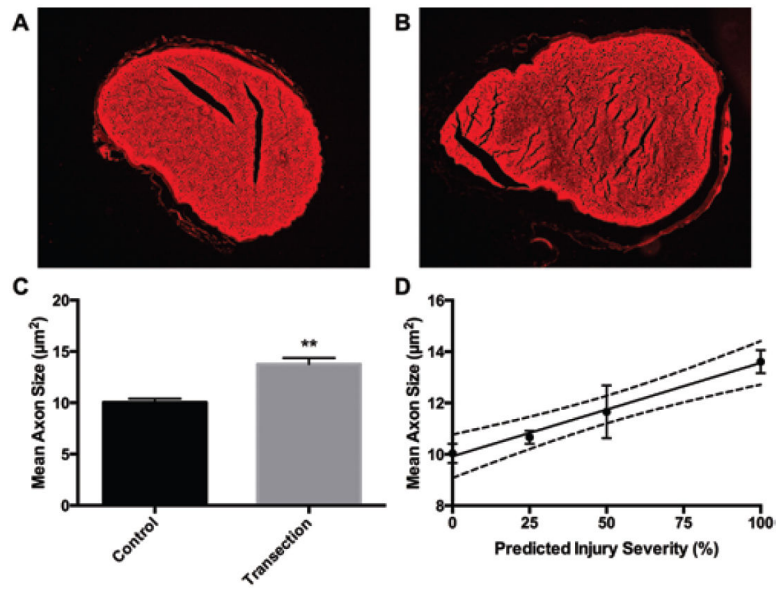 A
B
C
Mean Axon Size (μm²)
20
15
10
5
0
**
Control
Transection
D
Mean Axon Size (μm²)
16
14
12
10
8
0
25
50
75
100
Predicted Injury Severity (%)